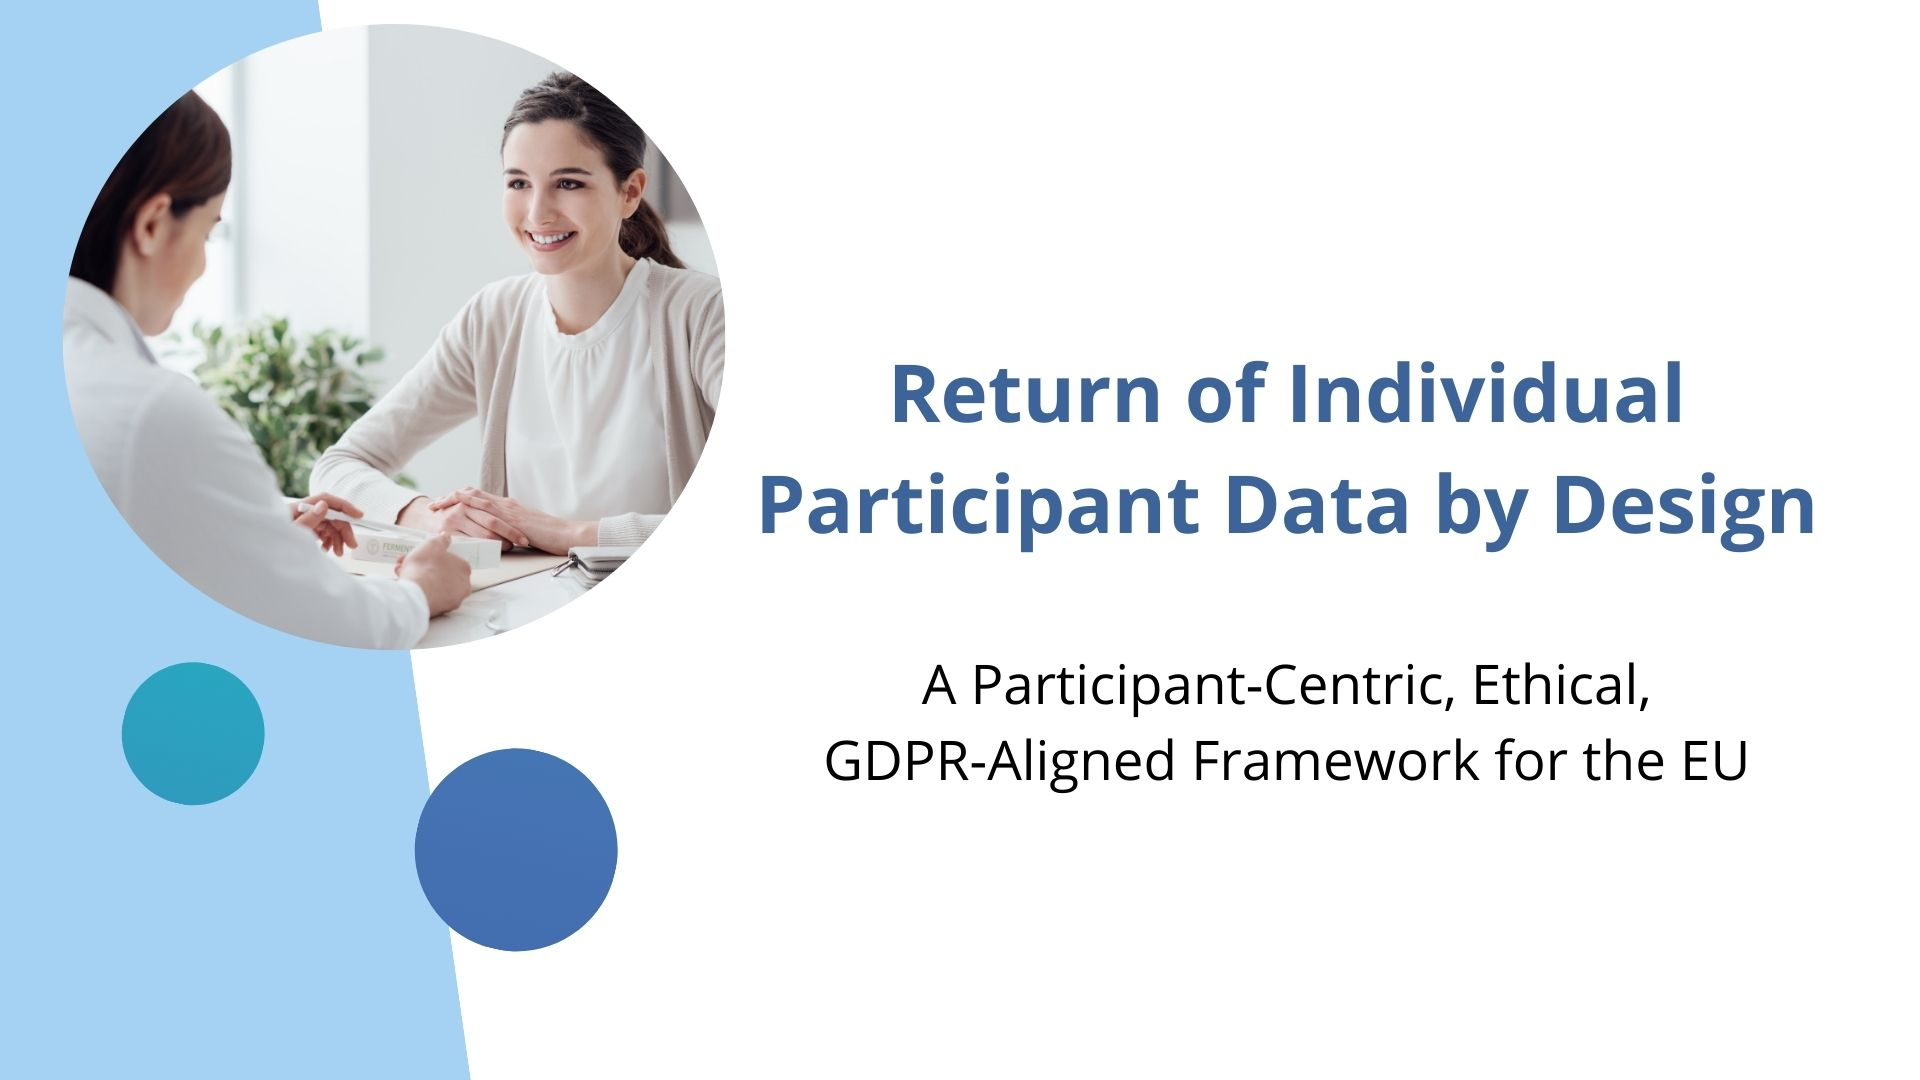 Return of Individual
Participant Data by Design
A Participant-Centric, Ethical,
GDPR-Aligned Framework for the EU